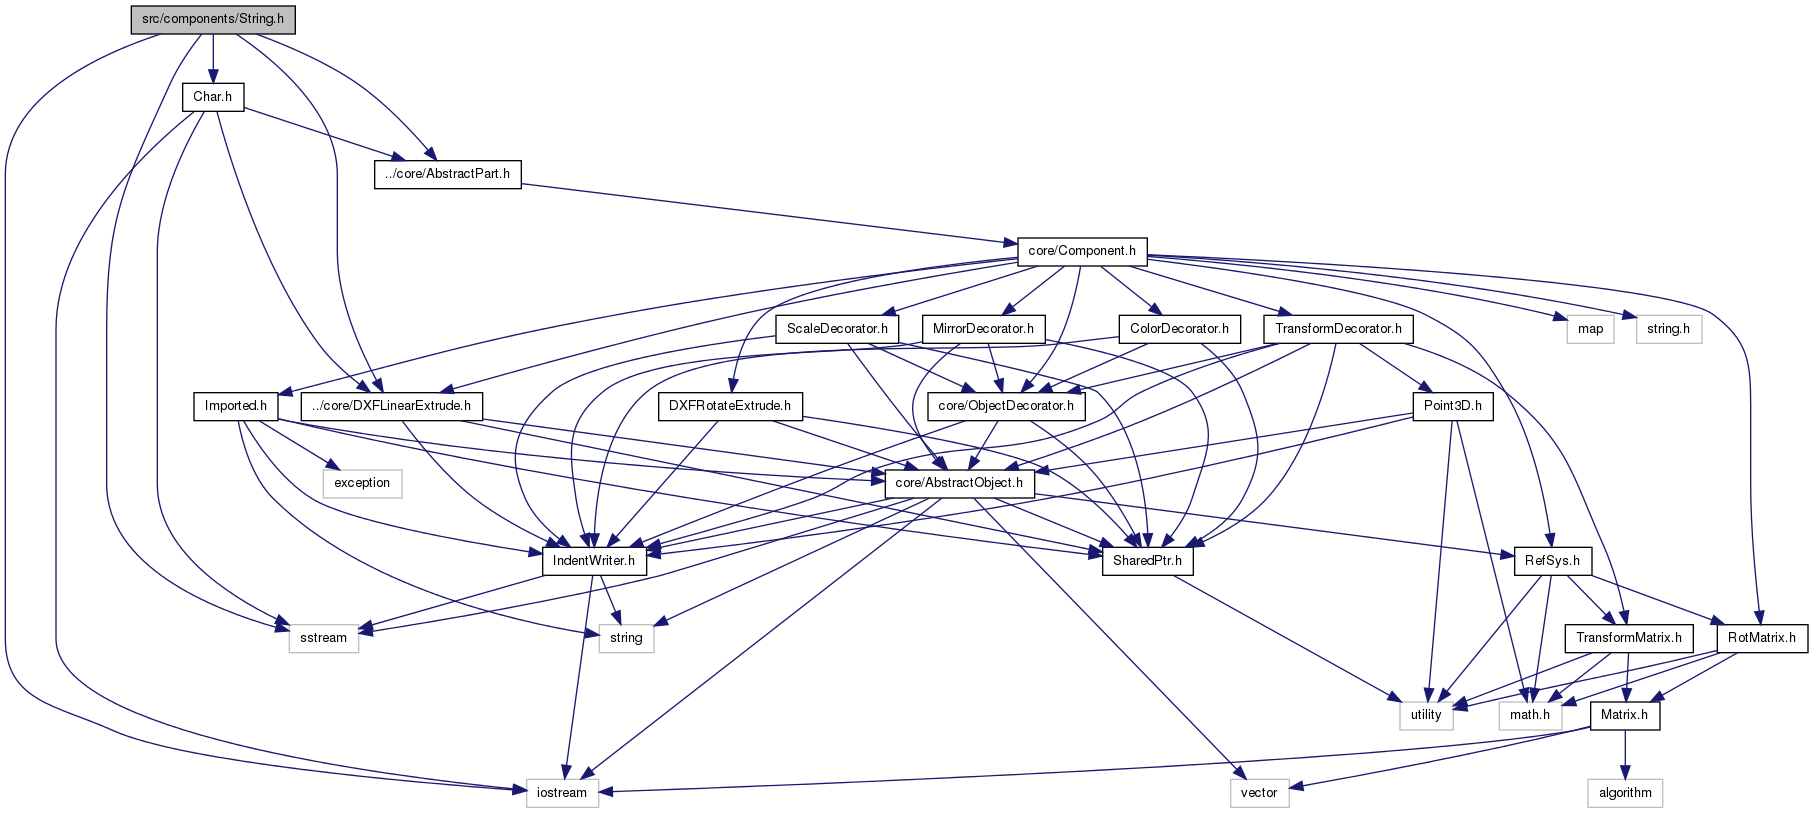 src/components/String.h
Char.h
../core/AbstractPart.h
core/Component.h
ScaleDecorator.h
MirrorDecorator.h
ColorDecorator.h
TransformDecorator.h
map
string.h
Imported.h
../core/DXFLinearExtrude.h
DXFRotateExtrude.h
core/ObjectDecorator.h
Point3D.h
exception
core/AbstractObject.h
IndentWriter.h
SharedPtr.h
RefSys.h
sstream
string
TransformMatrix.h
RotMatrix.h
utility
math.h
Matrix.h
iostream
vector
algorithm